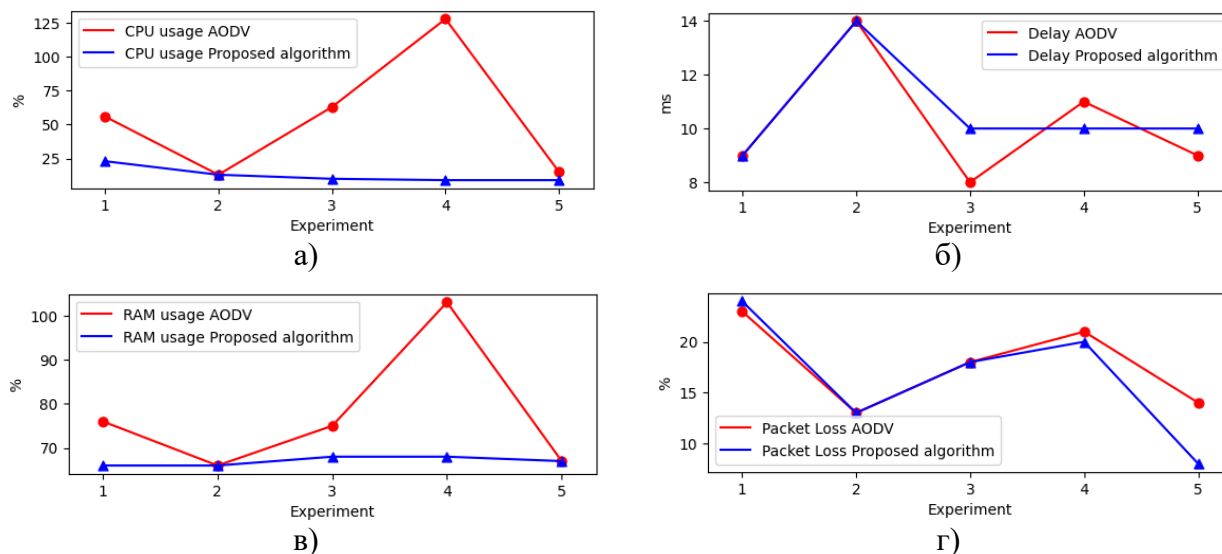 125
100
75
50
25
%
CPU usage AODV
CPU usage Proposed algorithm
1 2 3 4 5
Experiment
а)
14
12
10
8
ms
Delay AODV
Delay Proposed algorithm
1 2 3 4 5
Experiment
б)
100
90
80
70
%
RAM usage AODV
RAM usage Proposed algorithm
1 2 3 4 5
Experiment
в)
20
15
10
%
Packet Loss AODV
Packet Loss Proposed algorithm
1 2 3 4 5
Experiment
г)